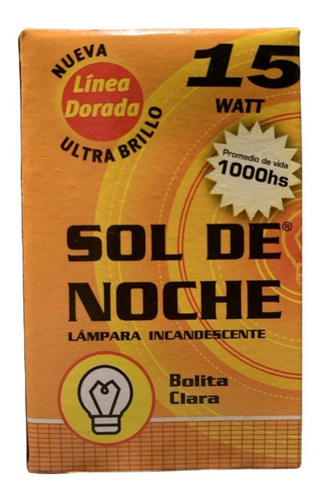 NUEVA
Línea
Dorada
ULTRA BRILLO
15
WATT
Promedio de vida
1000hs
SOL DE®
NOCHE
LÁMPARA INCANDESCENTE
Bolita
Clara